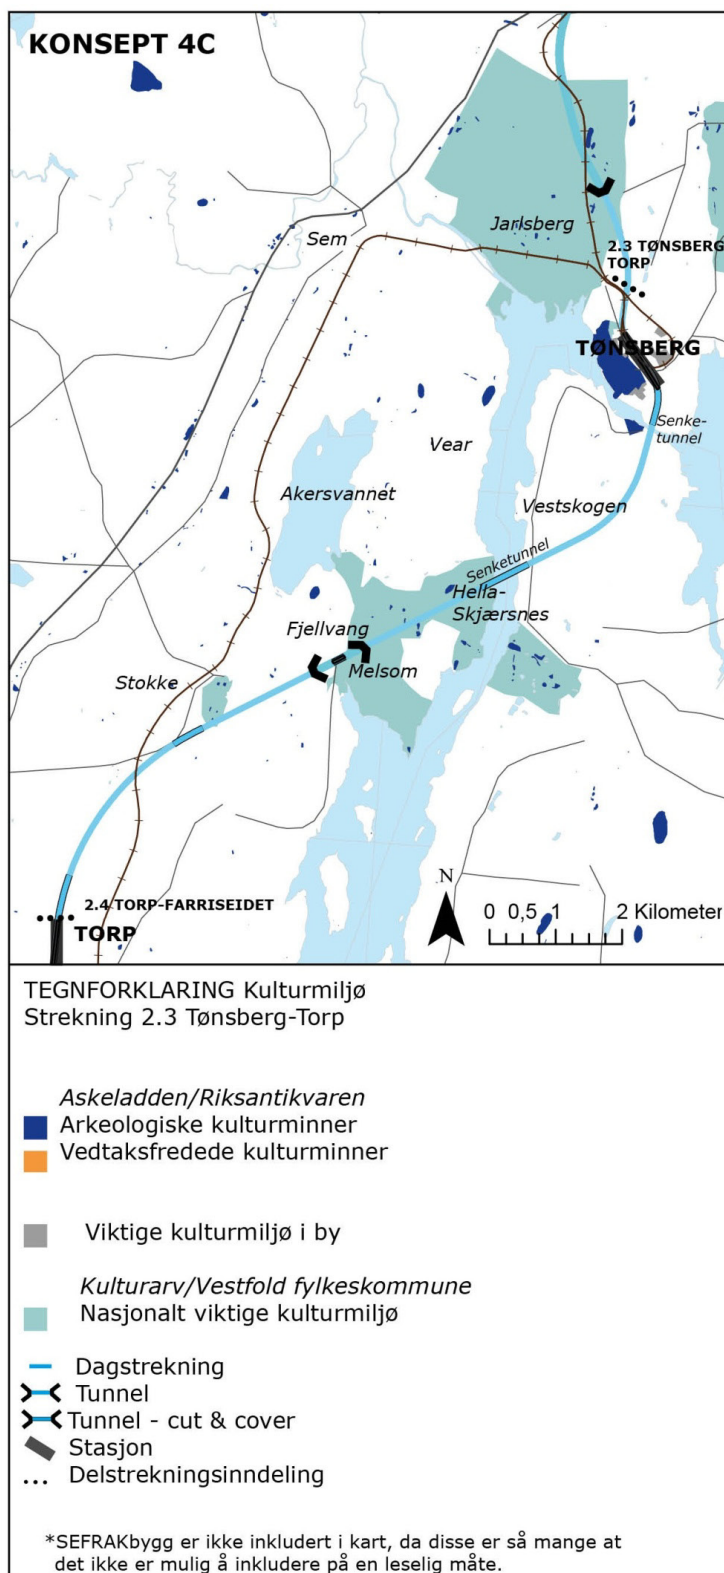 KONSEPT 4C
Jarlsberg
Sem
2.3 TØNSBERG
TORP
TØNSBERG
Senke-
tunnel
Vear
Akersvannet
Vestskogen
Senketunnel
Hella-
Skjærsnes
Fjellvang
Melsom
Stokke
N
2.4 TORP-FARRISEIDET
TORP
0 0,5 1 2 Kilometer
TEGNFORKLARING Kulturmiljø
Strekning 2.3 Tønsberg-Torp
Askeladden/Riksantikvaren
Arkeologiske kulturminner
Vedtaksfredede kulturminner
Viktige kulturmiljø i by
Kulturarv/Vestfold fylkeskommune
Nasjonalt viktige kulturmiljø
Dagstrekning
Tunnel
Tunnel - cut & cover
Stasjon
Delstrekningsinndeling
*SEFRAKbygg er ikke inkludert i kart, da disse er så mange at
det ikke er mulig å inkludere på en leselig måte.